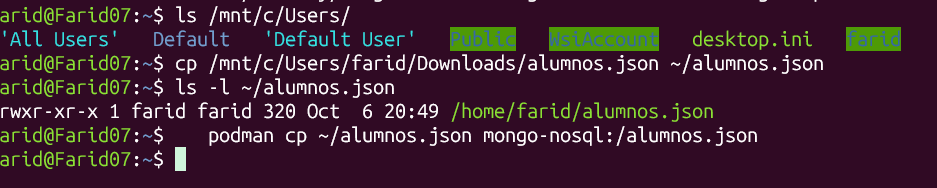 arid@Farid07:~$ ls /mnt/c/Users/
'All Users'   Default   'Default User'   Public   WsiAccount   desktop.ini   farid
arid@Farid07:~$ cp /mnt/c/Users/farid/Downloads/alumnos.json ~/alumnos.json
arid@Farid07:~$ ls -l ~/alumnos.json
rwxr-xr-x 1 farid farid 320 Oct  6 20:49 /home/farid/alumnos.json
arid@Farid07:~$   podman cp ~/alumnos.json mongo-nosql:/alumnos.json
arid@Farid07:~$